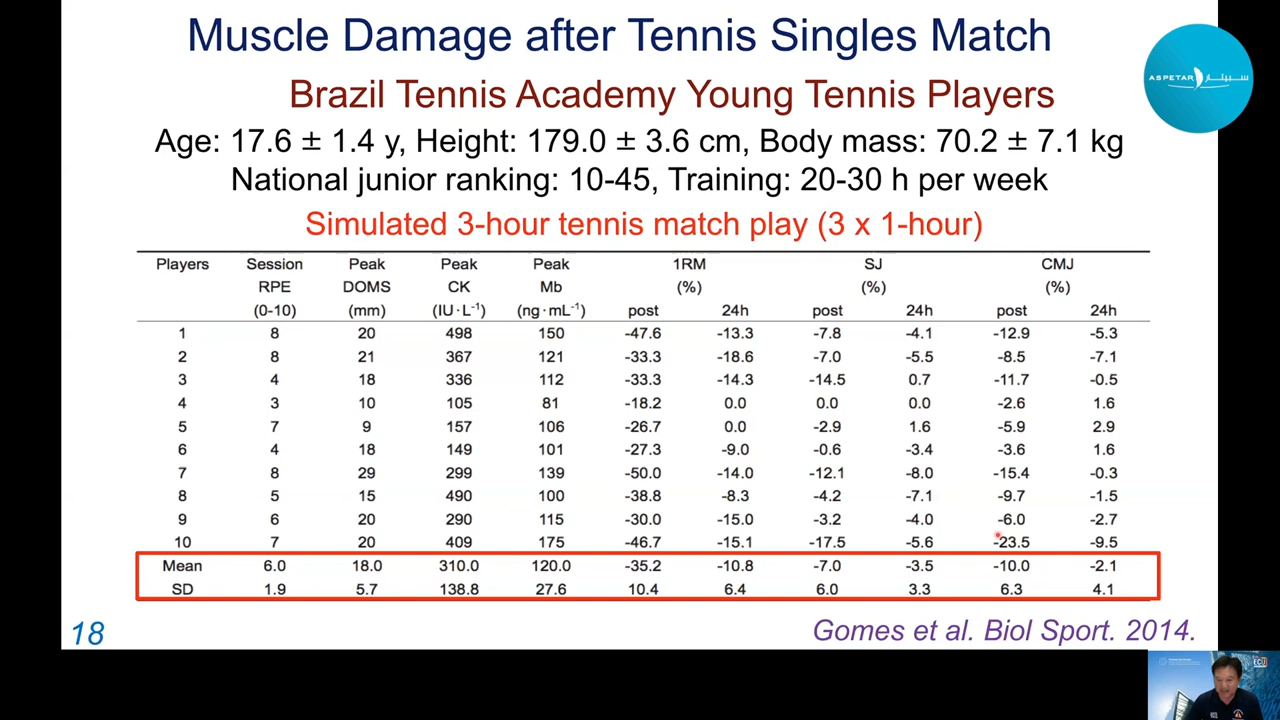 Muscle Damage after Tennis Singles Match
ASPETAR سبيتار
Brazil Tennis Academy Young Tennis Players
Age: 17.6 ± 1.4 y, Height: 179.0 ± 3.6 cm, Body mass: 70.2 ± 7.1 kg
National junior ranking: 10-45, Training: 20-30 h per week
Simulated 3-hour tennis match play (3 x 1-hour)
Players Session Peak Peak Peak 1RM SJ CMJ
RPE DOMS CK Mb (%) (%) (%)
(0-10) (mm) (IU·L⁻¹) (ng·mL⁻¹) post 24h post 24h post 24h
1 8 20 498 150 -47.6 -13.3 -7.8 -4.1 -12.9 -5.3
2 8 21 367 121 -33.3 -18.6 -7.0 -5.5 -8.5 -7.1
3 4 18 336 112 -33.3 -14.3 -14.5 0.7 -11.7 -0.5
4 3 10 105 81 -18.2 0.0 0.0 0.0 -2.6 1.6
5 7 9 157 106 -26.7 0.0 -2.9 1.6 -5.9 2.9
6 4 18 149 101 -27.3 -9.0 -0.6 -3.4 -3.6 1.6
7 8 29 299 139 -50.0 -14.0 -12.1 -8.0 -15.4 -0.3
8 5 15 490 100 -38.8 -8.3 -4.2 -7.1 -9.7 -1.5
9 6 20 290 115 -30.0 -15.0 -3.2 -4.0 -6.0 -2.7
10 7 20 409 175 -46.7 -15.1 -17.5 -5.6 -23.5 -9.5
Mean 6.0 18.0 310.0 120.0 -35.2 -10.8 -7.0 -3.5 -10.0 -2.1
SD 1.9 5.7 138.8 27.6 10.4 6.4 6.0 3.3 6.3 4.1
18
Gomes et al. Biol Sport. 2014.
ECU